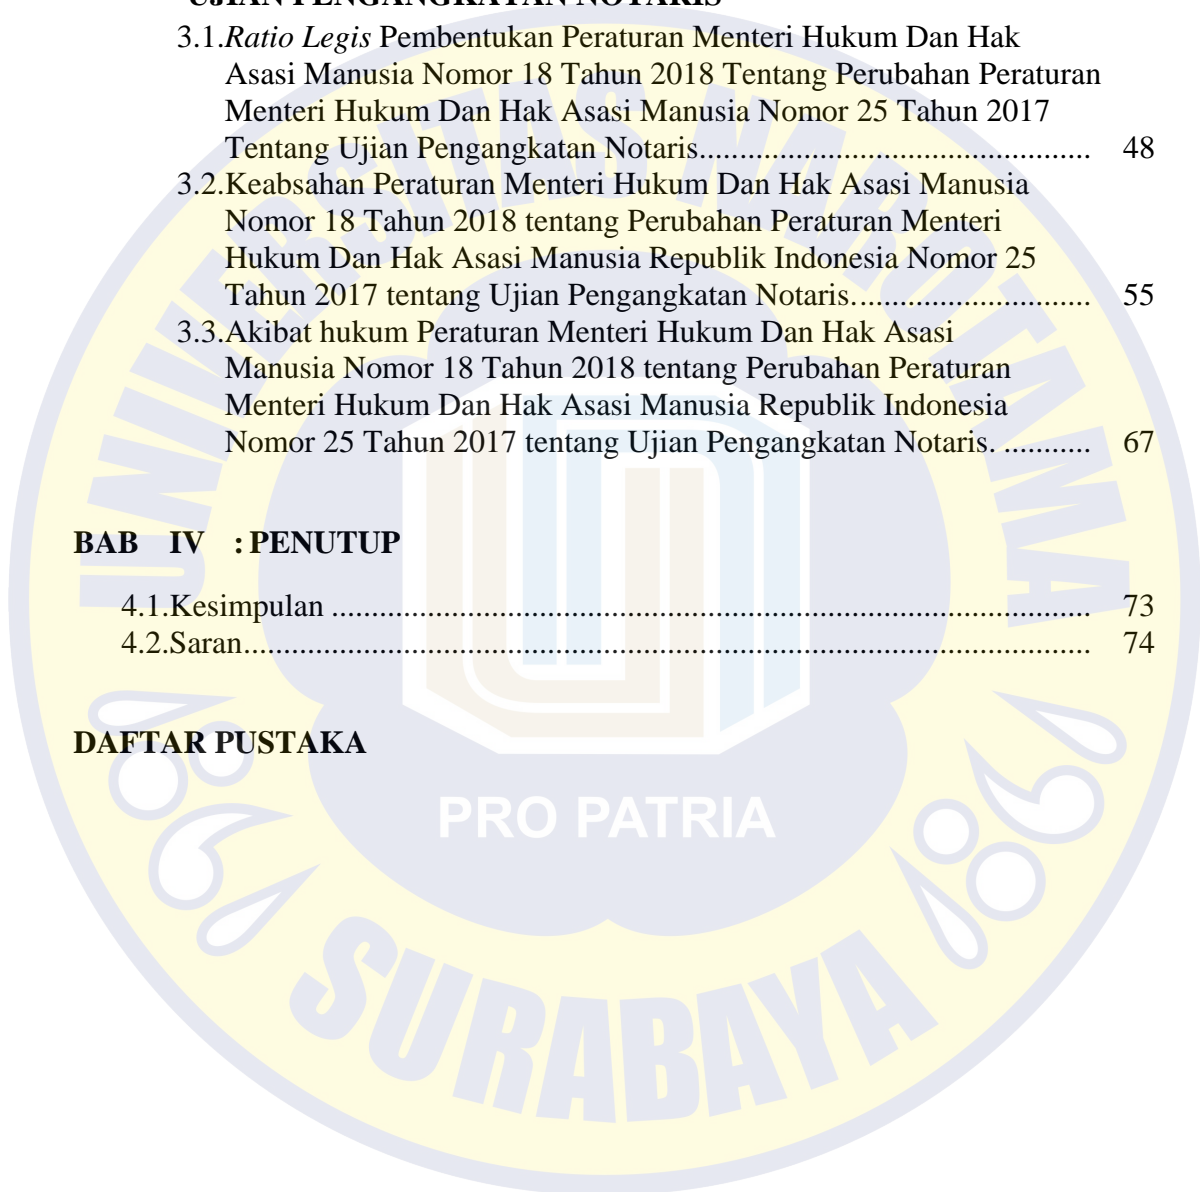 UJIAN PENGANGKATAN NOTARIS
3.1.Ratio Legis Pembentukan Peraturan Menteri Hukum Dan Hak
Asasi Manusia Nomor 18 Tahun 2018 Tentang Perubahan Peraturan
Menteri Hukum Dan Hak Asasi Manusia Nomor 25 Tahun 2017
Tentang Ujian Pengangkatan Notaris................................................ 48
3.2.Keabsahan Peraturan Menteri Hukum Dan Hak Asasi Manusia
Nomor 18 Tahun 2018 tentang Perubahan Peraturan Menteri
Hukum Dan Hak Asasi Manusia Republik Indonesia Nomor 25
Tahun 2017 tentang Ujian Pengangkatan Notaris............................. 55
3.3.Akibat hukum Peraturan Menteri Hukum Dan Hak Asasi
Manusia Nomor 18 Tahun 2018 tentang Perubahan Peraturan
Menteri Hukum Dan Hak Asasi Manusia Republik Indonesia
Nomor 25 Tahun 2017 tentang Ujian Pengangkatan Notaris. ........... 67
BAB IV : PENUTUP
4.1.Kesimpulan ............................................................................................. 73
4.2.Saran........................................................................................................ 74
DAFTAR PUSTAKA
UNIVERSITAS NAROTAMA
PRO PATRIA
SURABAYA